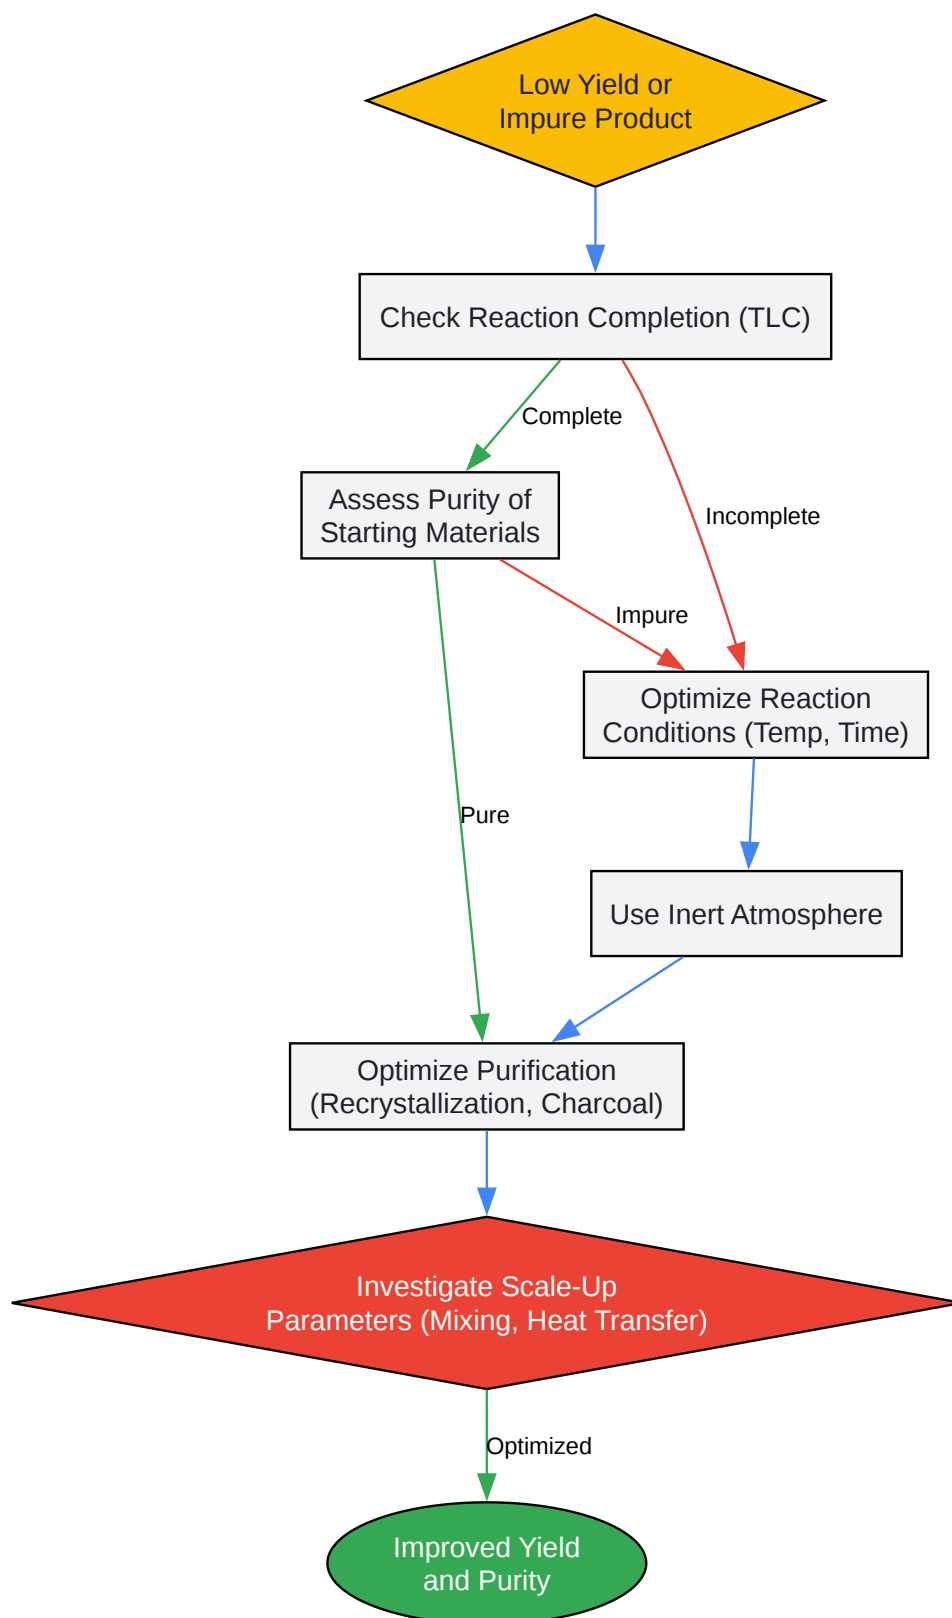 Low Yield or
Impure Product
Check Reaction Completion (TLC)
Complete
Assess Purity of
Starting Materials
Incomplete
Impure
Optimize Reaction
Conditions (Temp, Time)
Pure
Use Inert Atmosphere
Optimize Purification
(Recrystallization, Charcoal)
Investigate Scale-Up
Parameters (Mixing, Heat Transfer)
Optimized
Improved Yield
and Purity